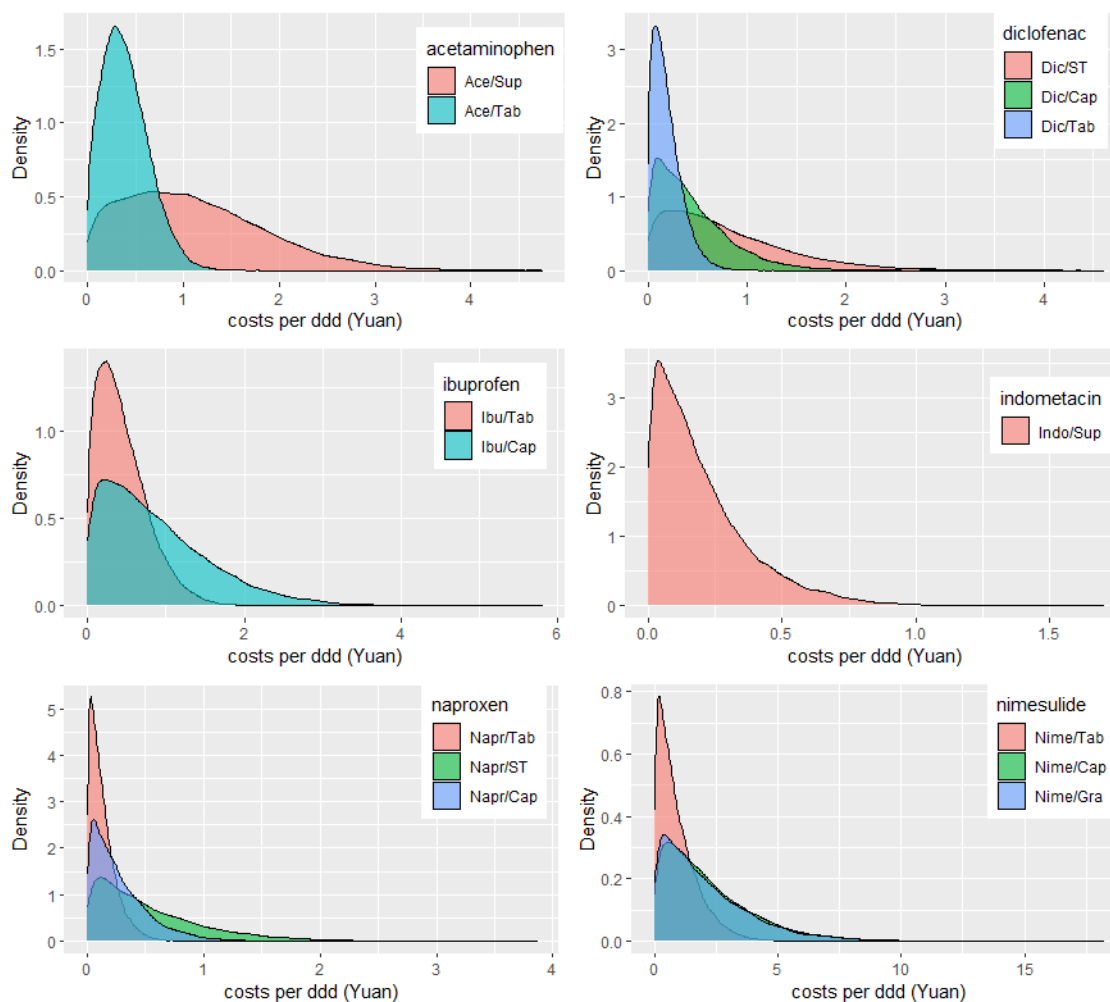 acetaminophen
Ace/Sup
Ace/Tab
Density
1.5
1.0
0.5
0.0
0 1 2 3 4
costs per ddd (Yuan)
diclofenac
Dic/ST
Dic/Cap
Dic/Tab
Density
3
2
1
0
0 1 2 3 4
costs per ddd (Yuan)
ibuprofen
Ibu/Tab
Ibu/Cap
Density
1.0
0.5
0.0
0 2 4 6
costs per ddd (Yuan)
indometacin
Indo/Sup
Density
3
2
1
0
0.0 0.5 1.0 1.5
costs per ddd (Yuan)
naproxen
Napr/Tab
Napr/ST
Napr/Cap
Density
5
4
3
2
1
0
0 1 2 3 4
costs per ddd (Yuan)
nimesulide
Nime/Tab
Nime/Cap
Nime/Gra
Density
0.8
0.6
0.4
0.2
0.0
0 5 10 15
costs per ddd (Yuan)